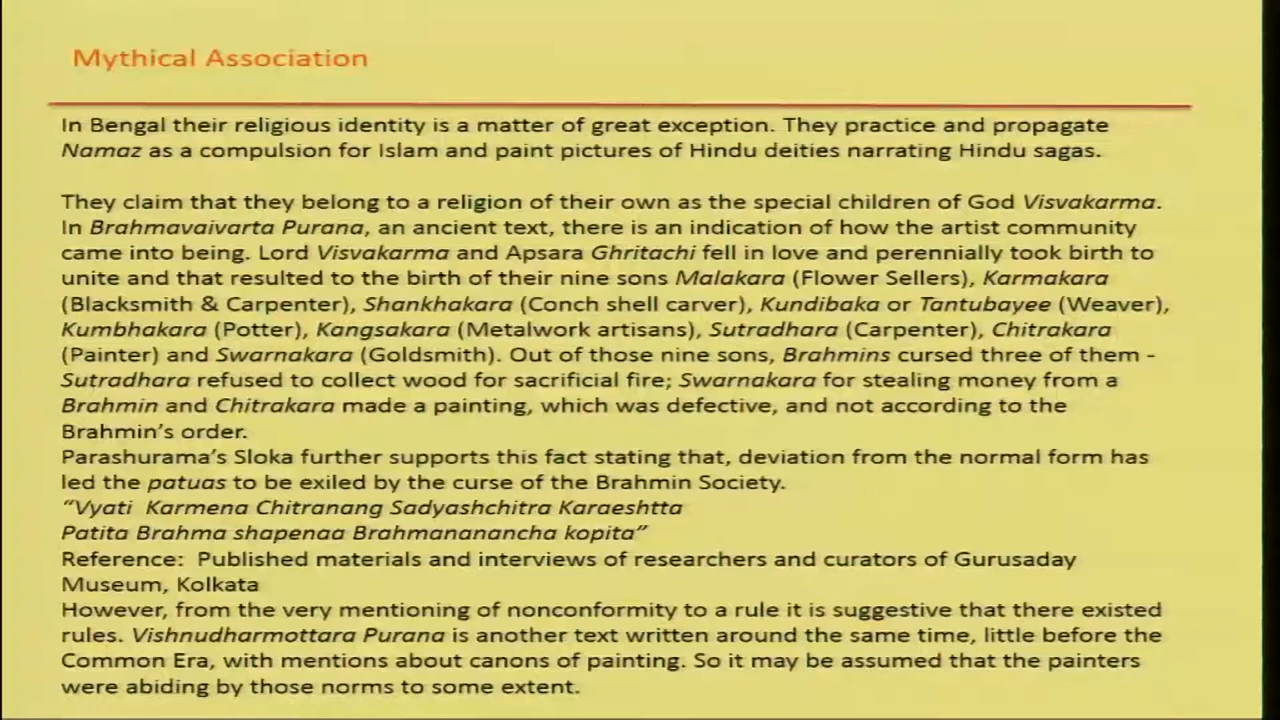 Mythical Association
In Bengal their religious identity is a matter of great exception. They practice and propagate
Namaz as a compulsion for Islam and paint pictures of Hindu deities narrating Hindu sagas.
They claim that they belong to a religion of their own as the special children of God Visvakarma.
In Brahmavaivarta Purana, an ancient text, there is an indication of how the artist community
came into being. Lord Visvakarma and Apsara Ghritachi fell in love and perennially took birth to
unite and that resulted to the birth of their nine sons Malakara (Flower Sellers), Karmakara
(Blacksmith & Carpenter), Shankhakara (Conch shell carver), Kundibaka or Tantubayee (Weaver),
Kumbhakara (Potter), Kangsakara (Metalwork artisans), Sutradhara (Carpenter), Chitrakara
(Painter) and Swarnakara (Goldsmith). Out of those nine sons, Brahmins cursed three of them -
Sutradhara refused to collect wood for sacrificial fire; Swarnakara for stealing money from a
Brahmin and Chitrakara made a painting, which was defective, and not according to the
Brahmin's order.
Parashurama's Sloka further supports this fact stating that, deviation from the normal form has
led the patuas to be exiled by the curse of the Brahmin Society.
"Vyati Karmena Chitranang Sadyashchitra Karaeshtta
Patita Brahma shapenaa Brahmananancha kopita"
Reference: Published materials and interviews of researchers and curators of Gurusaday
Museum, Kolkata
However, from the very mentioning of nonconformity to a rule it is suggestive that there existed
rules. Vishnudharmottara Purana is another text written around the same time, little before the
Common Era, with mentions about canons of painting. So it may be assumed that the painters
were abiding by those norms to some extent.